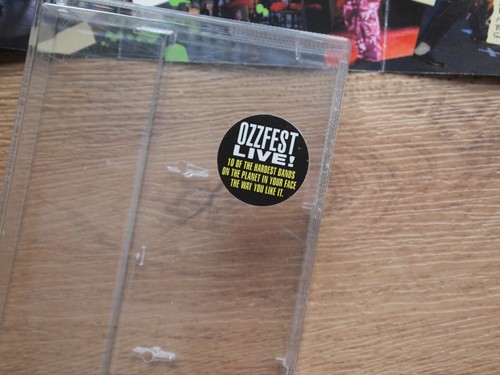 OZZFEST
LIVE!
10 OF THE HARDEST BANDS
ON THE PLANET IN YOUR FACE
THE WAY YOU LIKE IT.